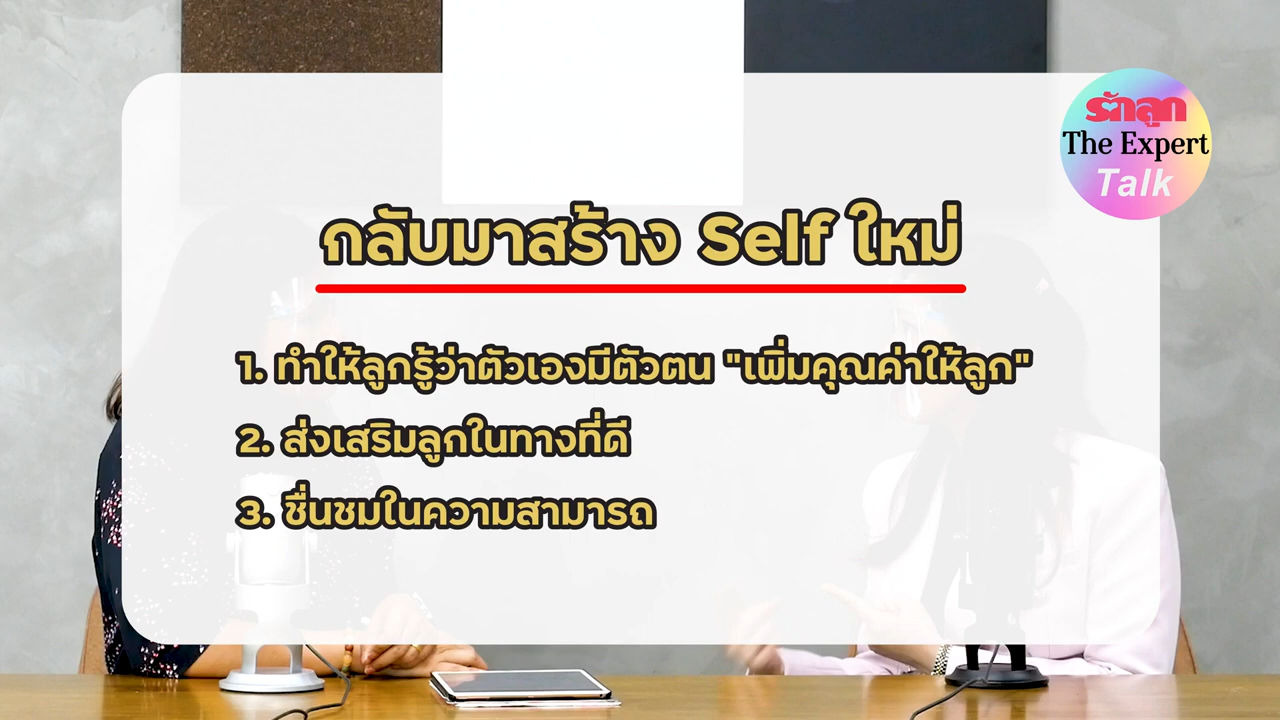 รักลูก
The Expert
Talk
กลับมาสร้าง Self ใหม่
1. ทำให้ลูกรู้ว่าตัวเองมีตัวตน "เพิ่มคุณค่าให้ลูก"
2. ส่งเสริมลูกในทางที่ดี
3. ชื่นชมในความสามารถ